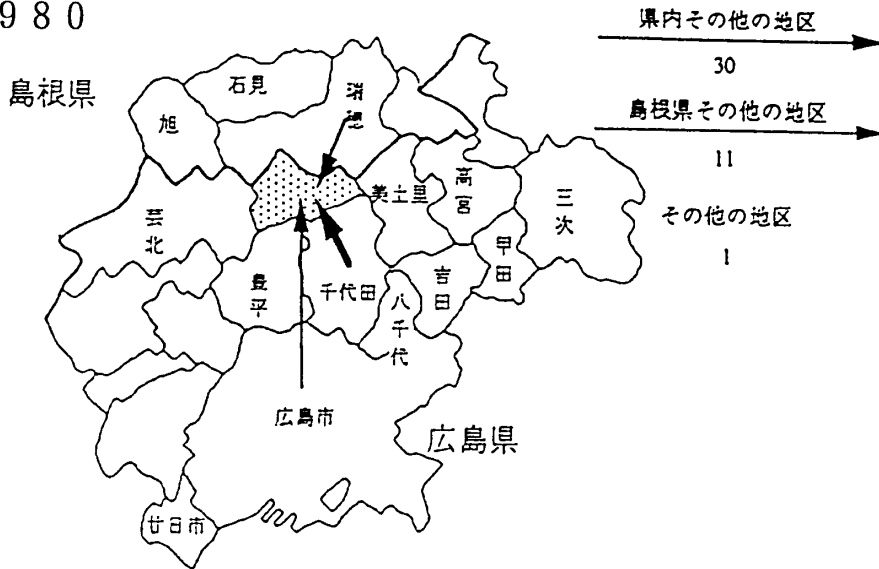 980
島根県
石見
瑞穂
旭
芸北
美土里
高宮
三次
甲田
吉田
八千代
千代田
豊平
広島市
広島県
廿日市
県内その他の地区
30
島根県その他の地区
11
その他の地区
1